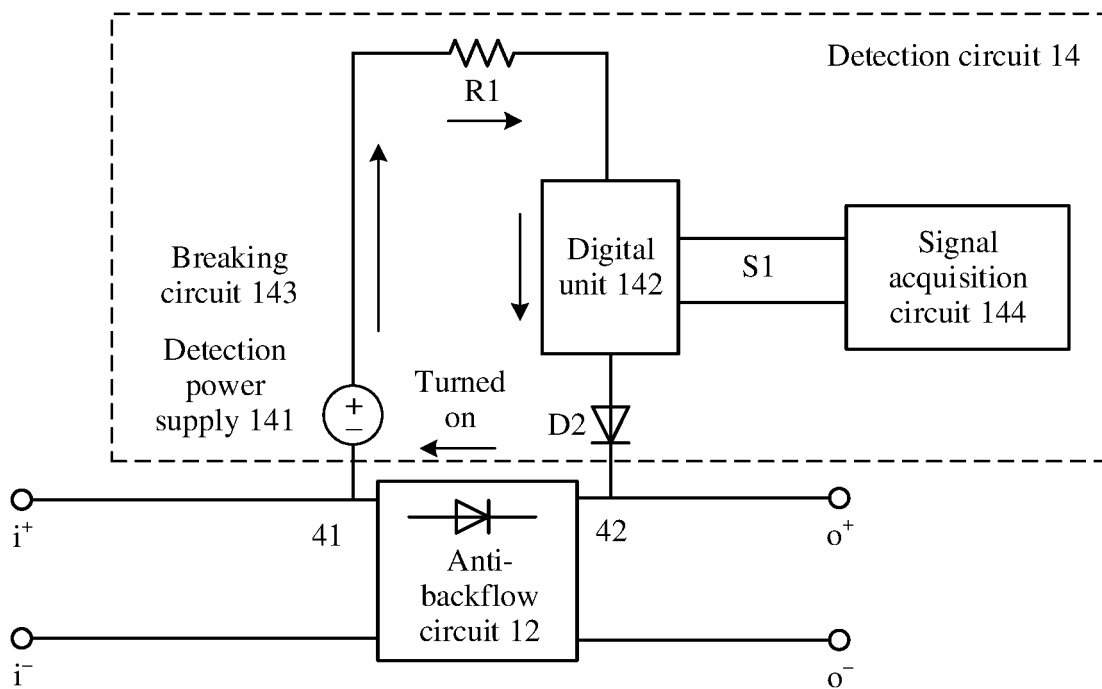 Detection circuit 14
R1
Breaking
circuit 143
Digital
unit 142
S1
Signal
acquisition
circuit 144
Detection
power
supply 141
+
−
Turned
on
D2
i⁺
41
42
o⁺
Anti-
backflow
circuit 12
i⁻
o⁻